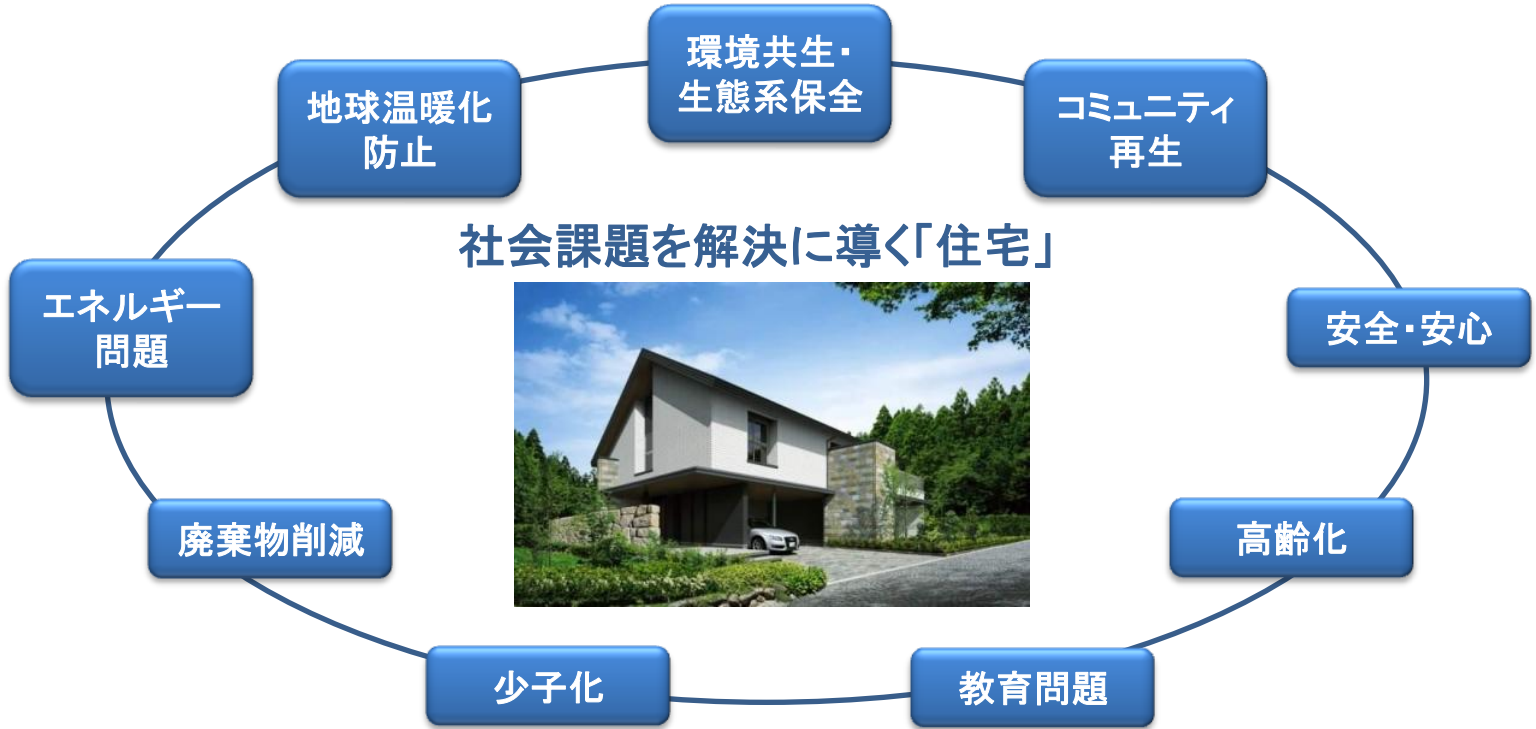 環境共生・
生態系保全
地球温暖化
防止
コミュニティ
再生
社会課題を解決に導く「住宅」
エネルギー
問題
安全・安心
廃棄物削減
高齢化
少子化
教育問題